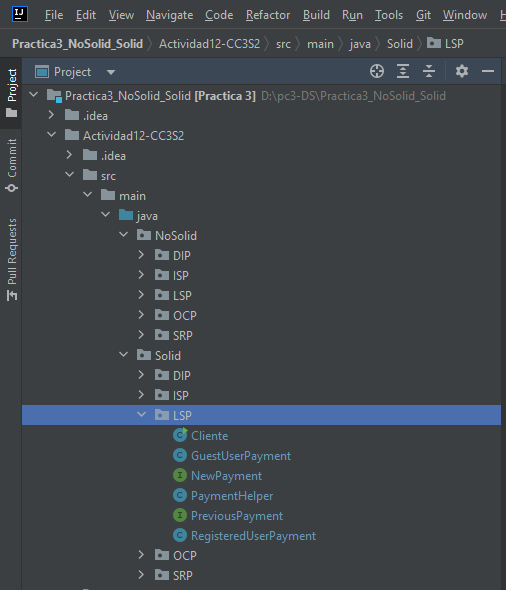 IJ File Edit View Navigate Code Refactor Build Run Tools Git Window
Practica3_NoSolid_Solid Actividad12-CC3S2 src main java Solid LSP
Project
Project
Commit
Pull Requests
Practica3_NoSolid_Solid [Practica 3] D:\pc3-DS\Practica3_NoSolid_Solid
.idea
Actividad12-CC3S2
.idea
src
main
java
NoSolid
DIP
ISP
LSP
OCP
SRP
Solid
DIP
ISP
LSP
C Cliente
C GuestUserPayment
I NewPayment
C PaymentHelper
I PreviousPayment
C RegisteredUserPayment
OCP
SRP